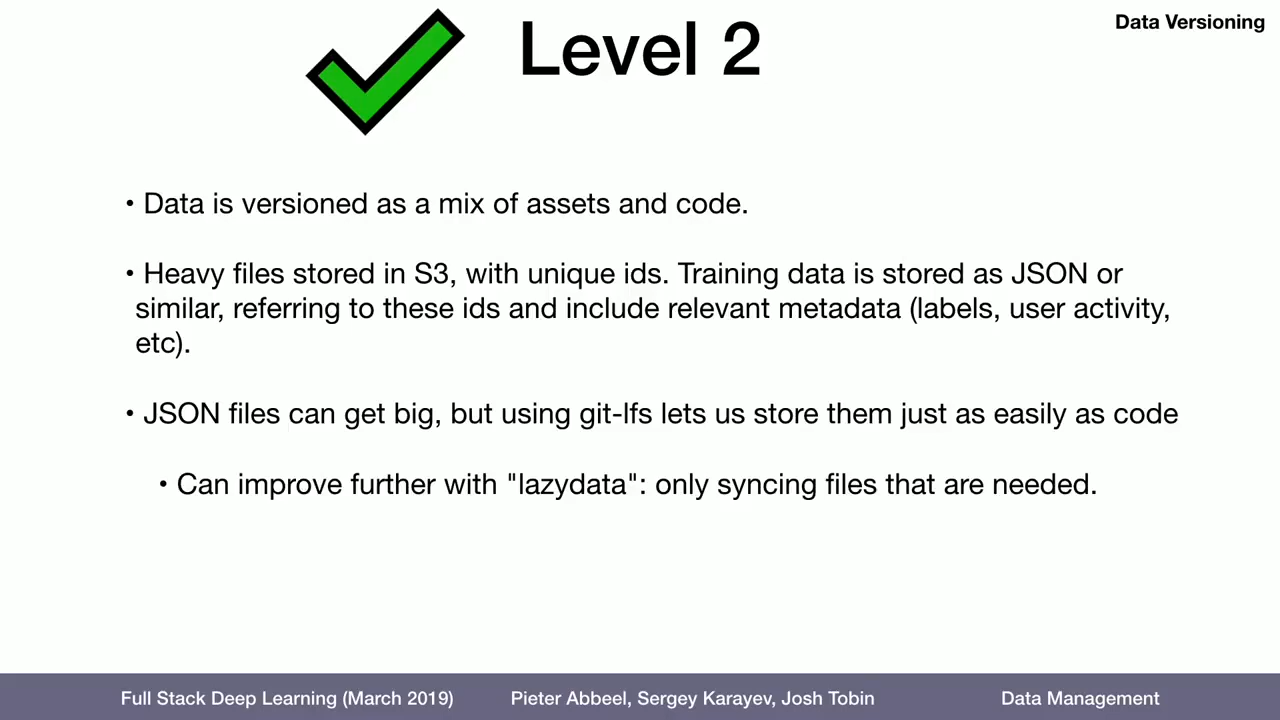 Data Versioning
Level 2
• Data is versioned as a mix of assets and code.
• Heavy files stored in S3, with unique ids. Training data is stored as JSON or
similar, referring to these ids and include relevant metadata (labels, user activity,
etc).
• JSON files can get big, but using git-lfs lets us store them just as easily as code
• Can improve further with "lazydata": only syncing files that are needed.
Full Stack Deep Learning (March 2019) Pieter Abbeel, Sergey Karayev, Josh Tobin Data Management